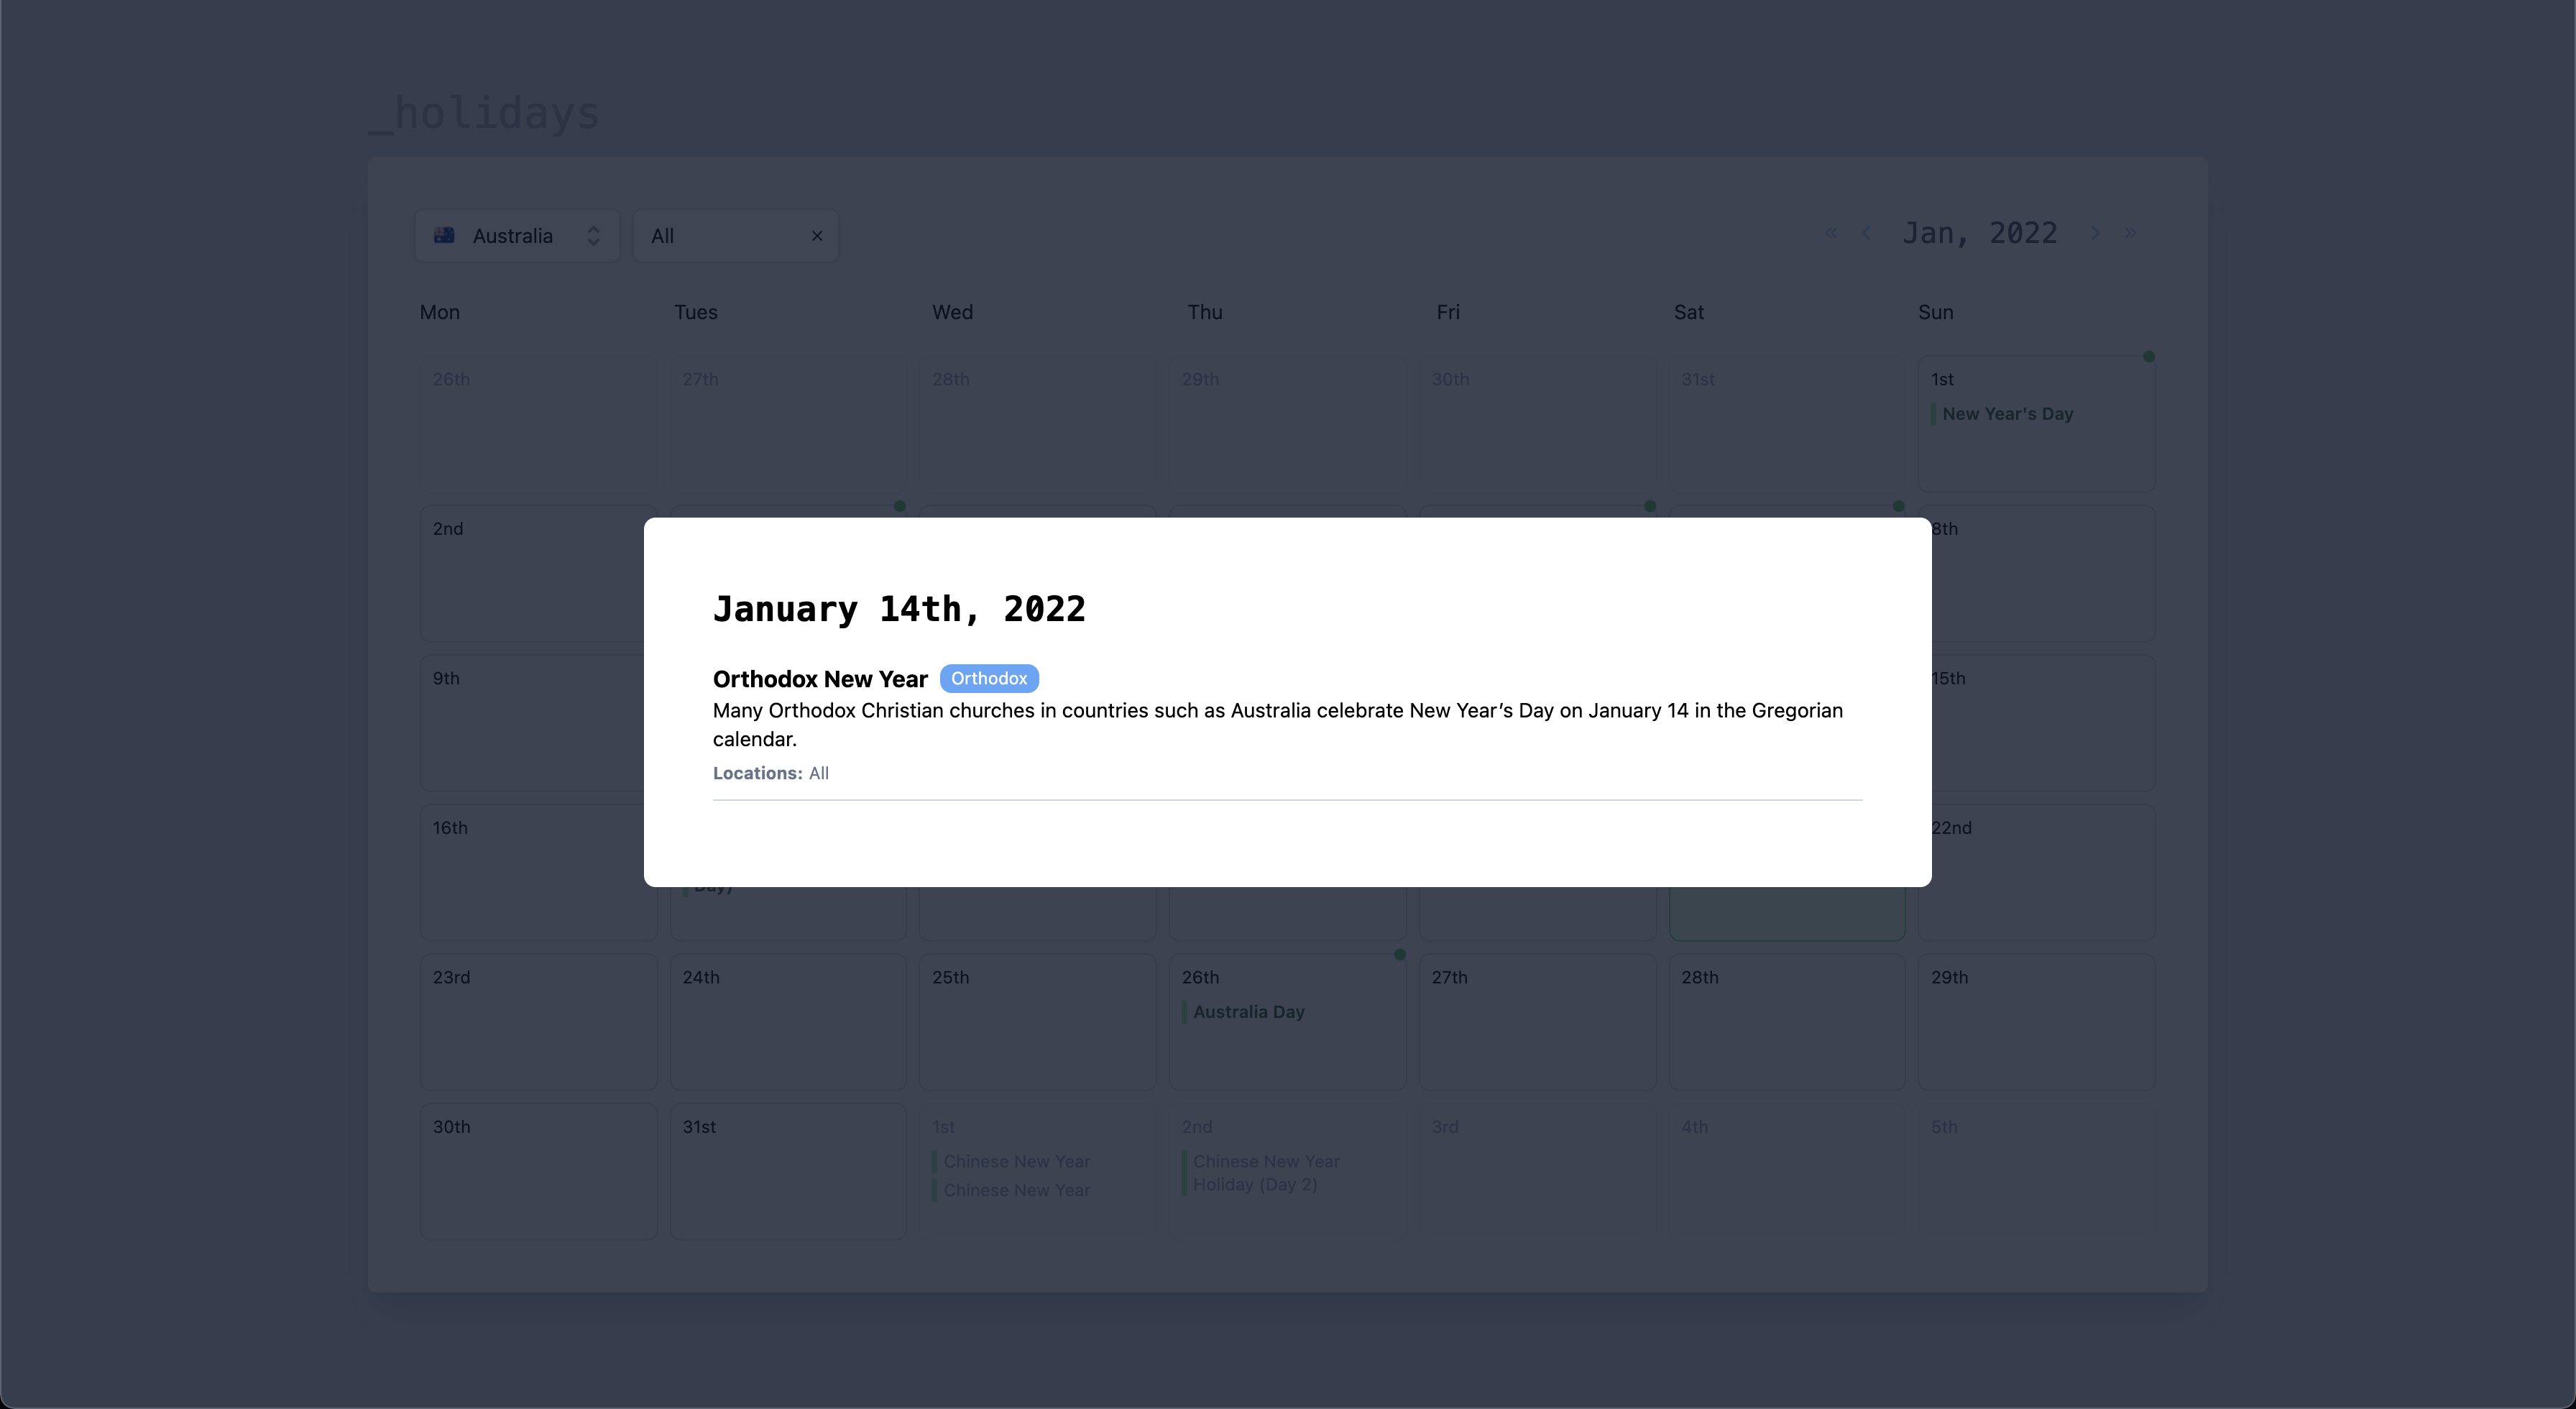 _holidays
Australia
All
Jan, 2022
Mon Tues Wed Thu Fri Sat Sun
26th 27th 28th 29th 30th 31st 1st
New Year's Day
2nd
8th
January 14th, 2022
Orthodox New Year Orthodox
Many Orthodox Christian churches in countries such as Australia celebrate New Year’s Day on January 14 in the Gregorian
calendar.
Locations: All
9th
15th
16th
22nd
Day)
23rd 24th 25th 26th 27th 28th 29th
Australia Day
30th 31st 1st 2nd 3rd 4th 5th
Chinese New Year
Chinese New Year
Chinese New Year
Holiday (Day 2)